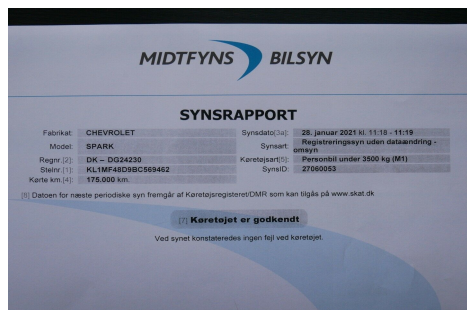 MIDTFYNS BILSYN
SYNSRAPPORT
Fabrikat: CHEVROLET Synsdato[3a]: 28. januar 2021 kl. 11:18 - 11:19
Model: SPARK Synsart: Registreringssyn uden dataændring - omsyn
Regnr.[2]: DK – DG24230 Køretøjsart[5]: Personbil under 3500 kg (M1)
Stelnr.[1]: KL1MF48D9BC569462 SynsID: 27060053
Kørte km.[4]: 175.000 km.
[6] Datoen for næste periodiske syn fremgår af Køretøjsregisteret/DMR som kan tilgås på www.skat.dk
[7] Køretøjet er godkendt
Ved synet konstateredes ingen fejl ved køretøjet.